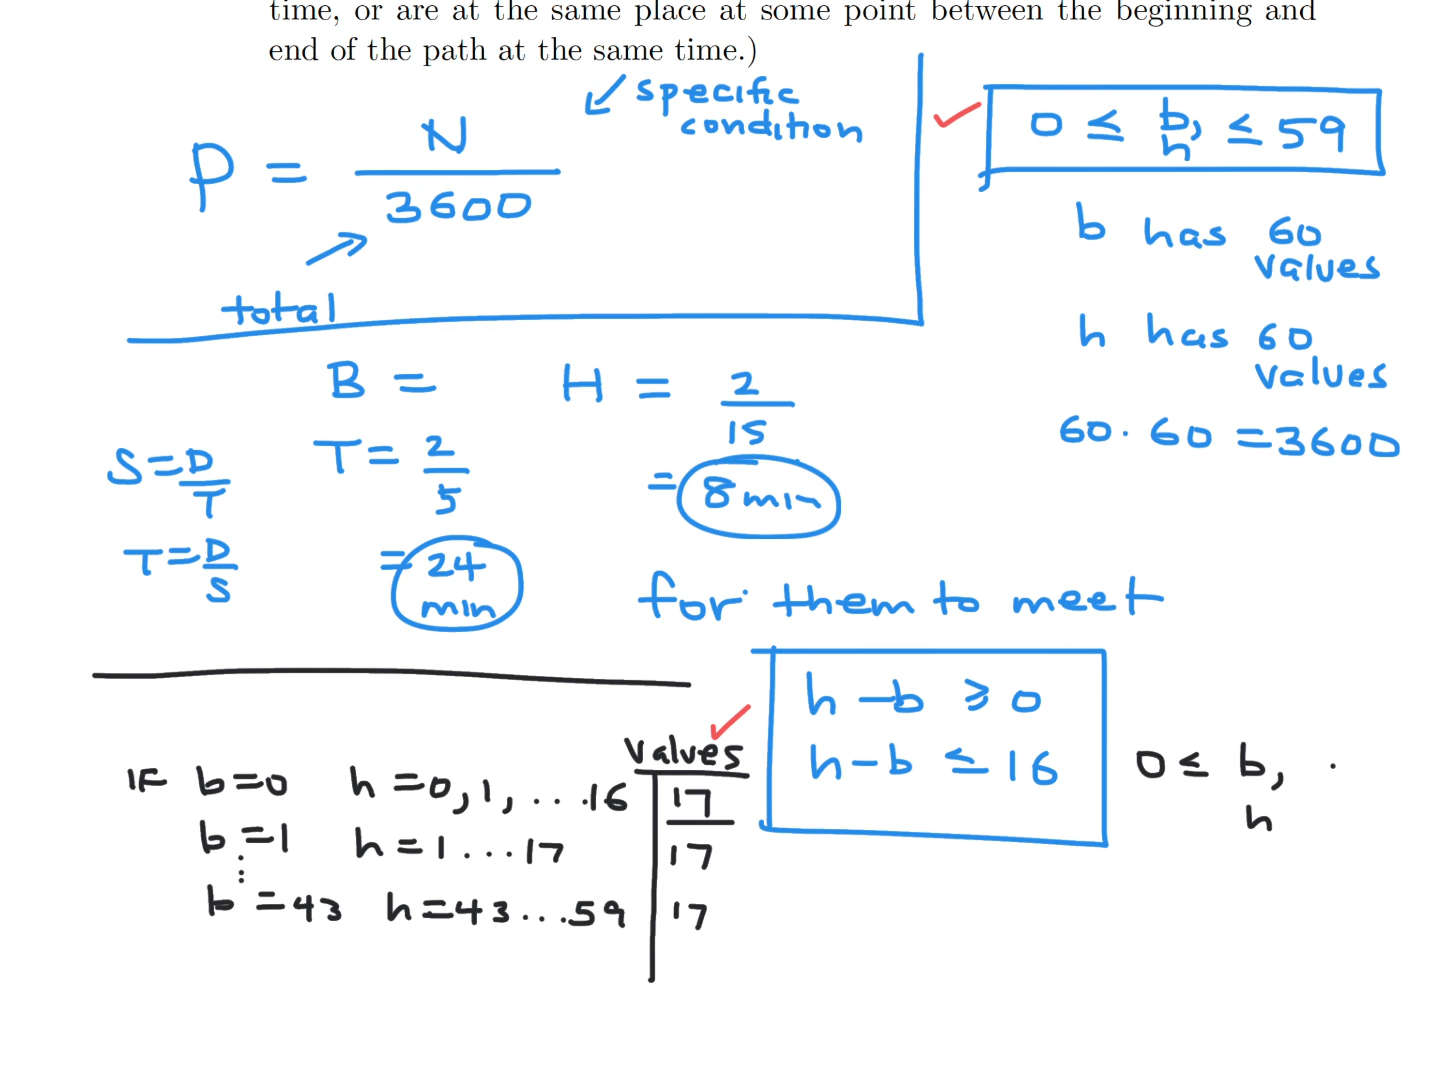 time, or are at the same place at some point between the beginning and
end of the path at the same time.)
specific
condition
P = N
3600
total
0 ≤ b, ≤ 59
h
b has 60
values
h has 60
values
60 . 60 = 3600
B =
T = 2
5
= 24
min
H = 2
15
= 8 min
S = D
T
T = D
S
for them to meet
h - b ≥ 0
h - b ≤ 16
0 ≤ b, .
h
values
IF b=0 h=0, 1, ... 16 17
b=1 h=1...17 17
⋮
b=43 h=43...59 17